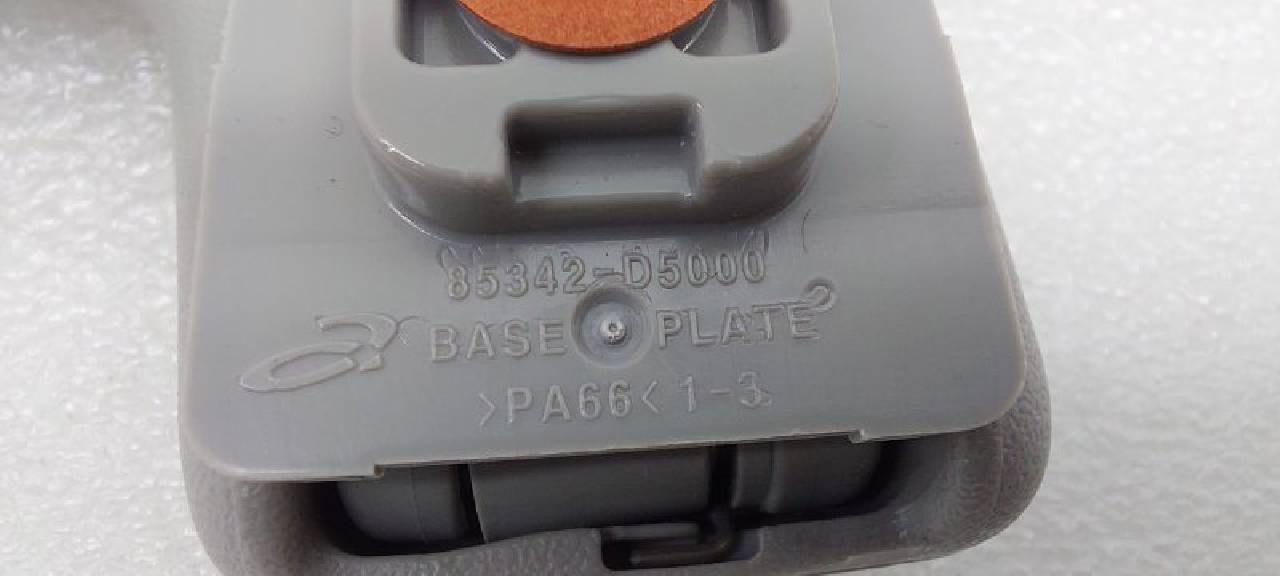 85342-D5000
BASE PLATE
>PA66< 1-3